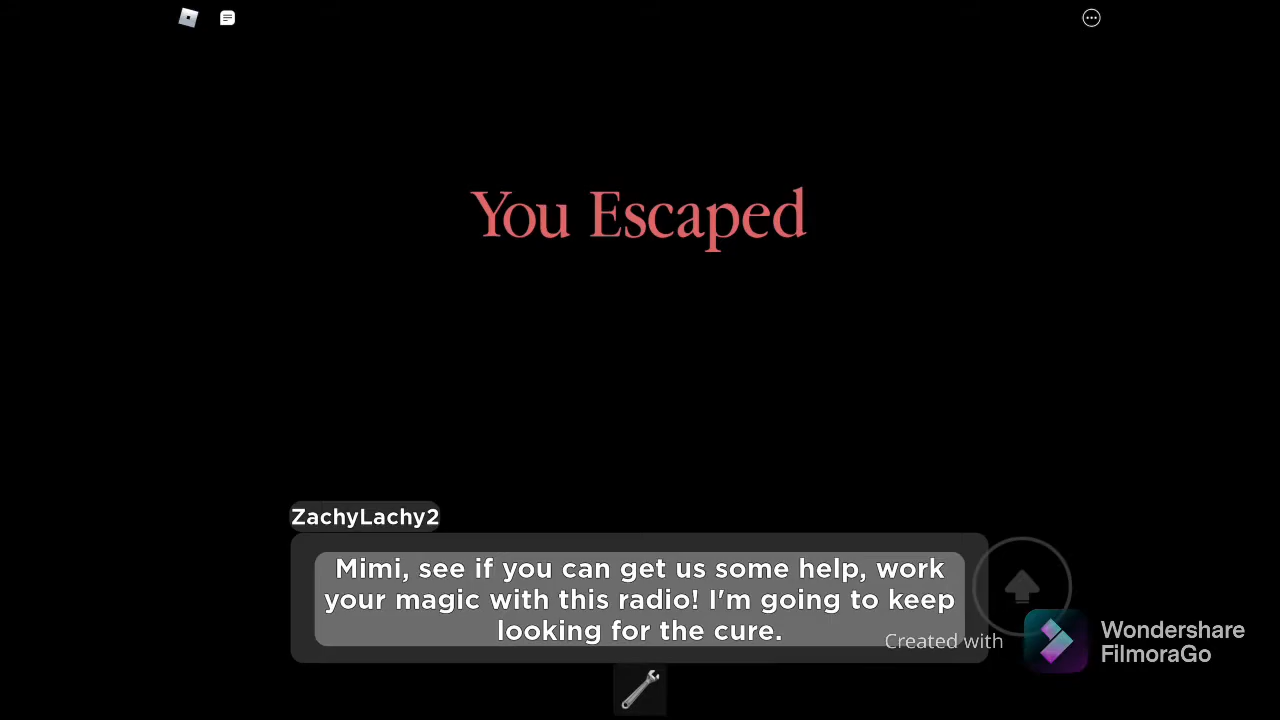 You Escaped
ZachyLachy2
Mimi, see if you can get us some help, work
your magic with this radio! I'm going to keep
looking for the cure.
Created with
Wondershare
FilmoraGo